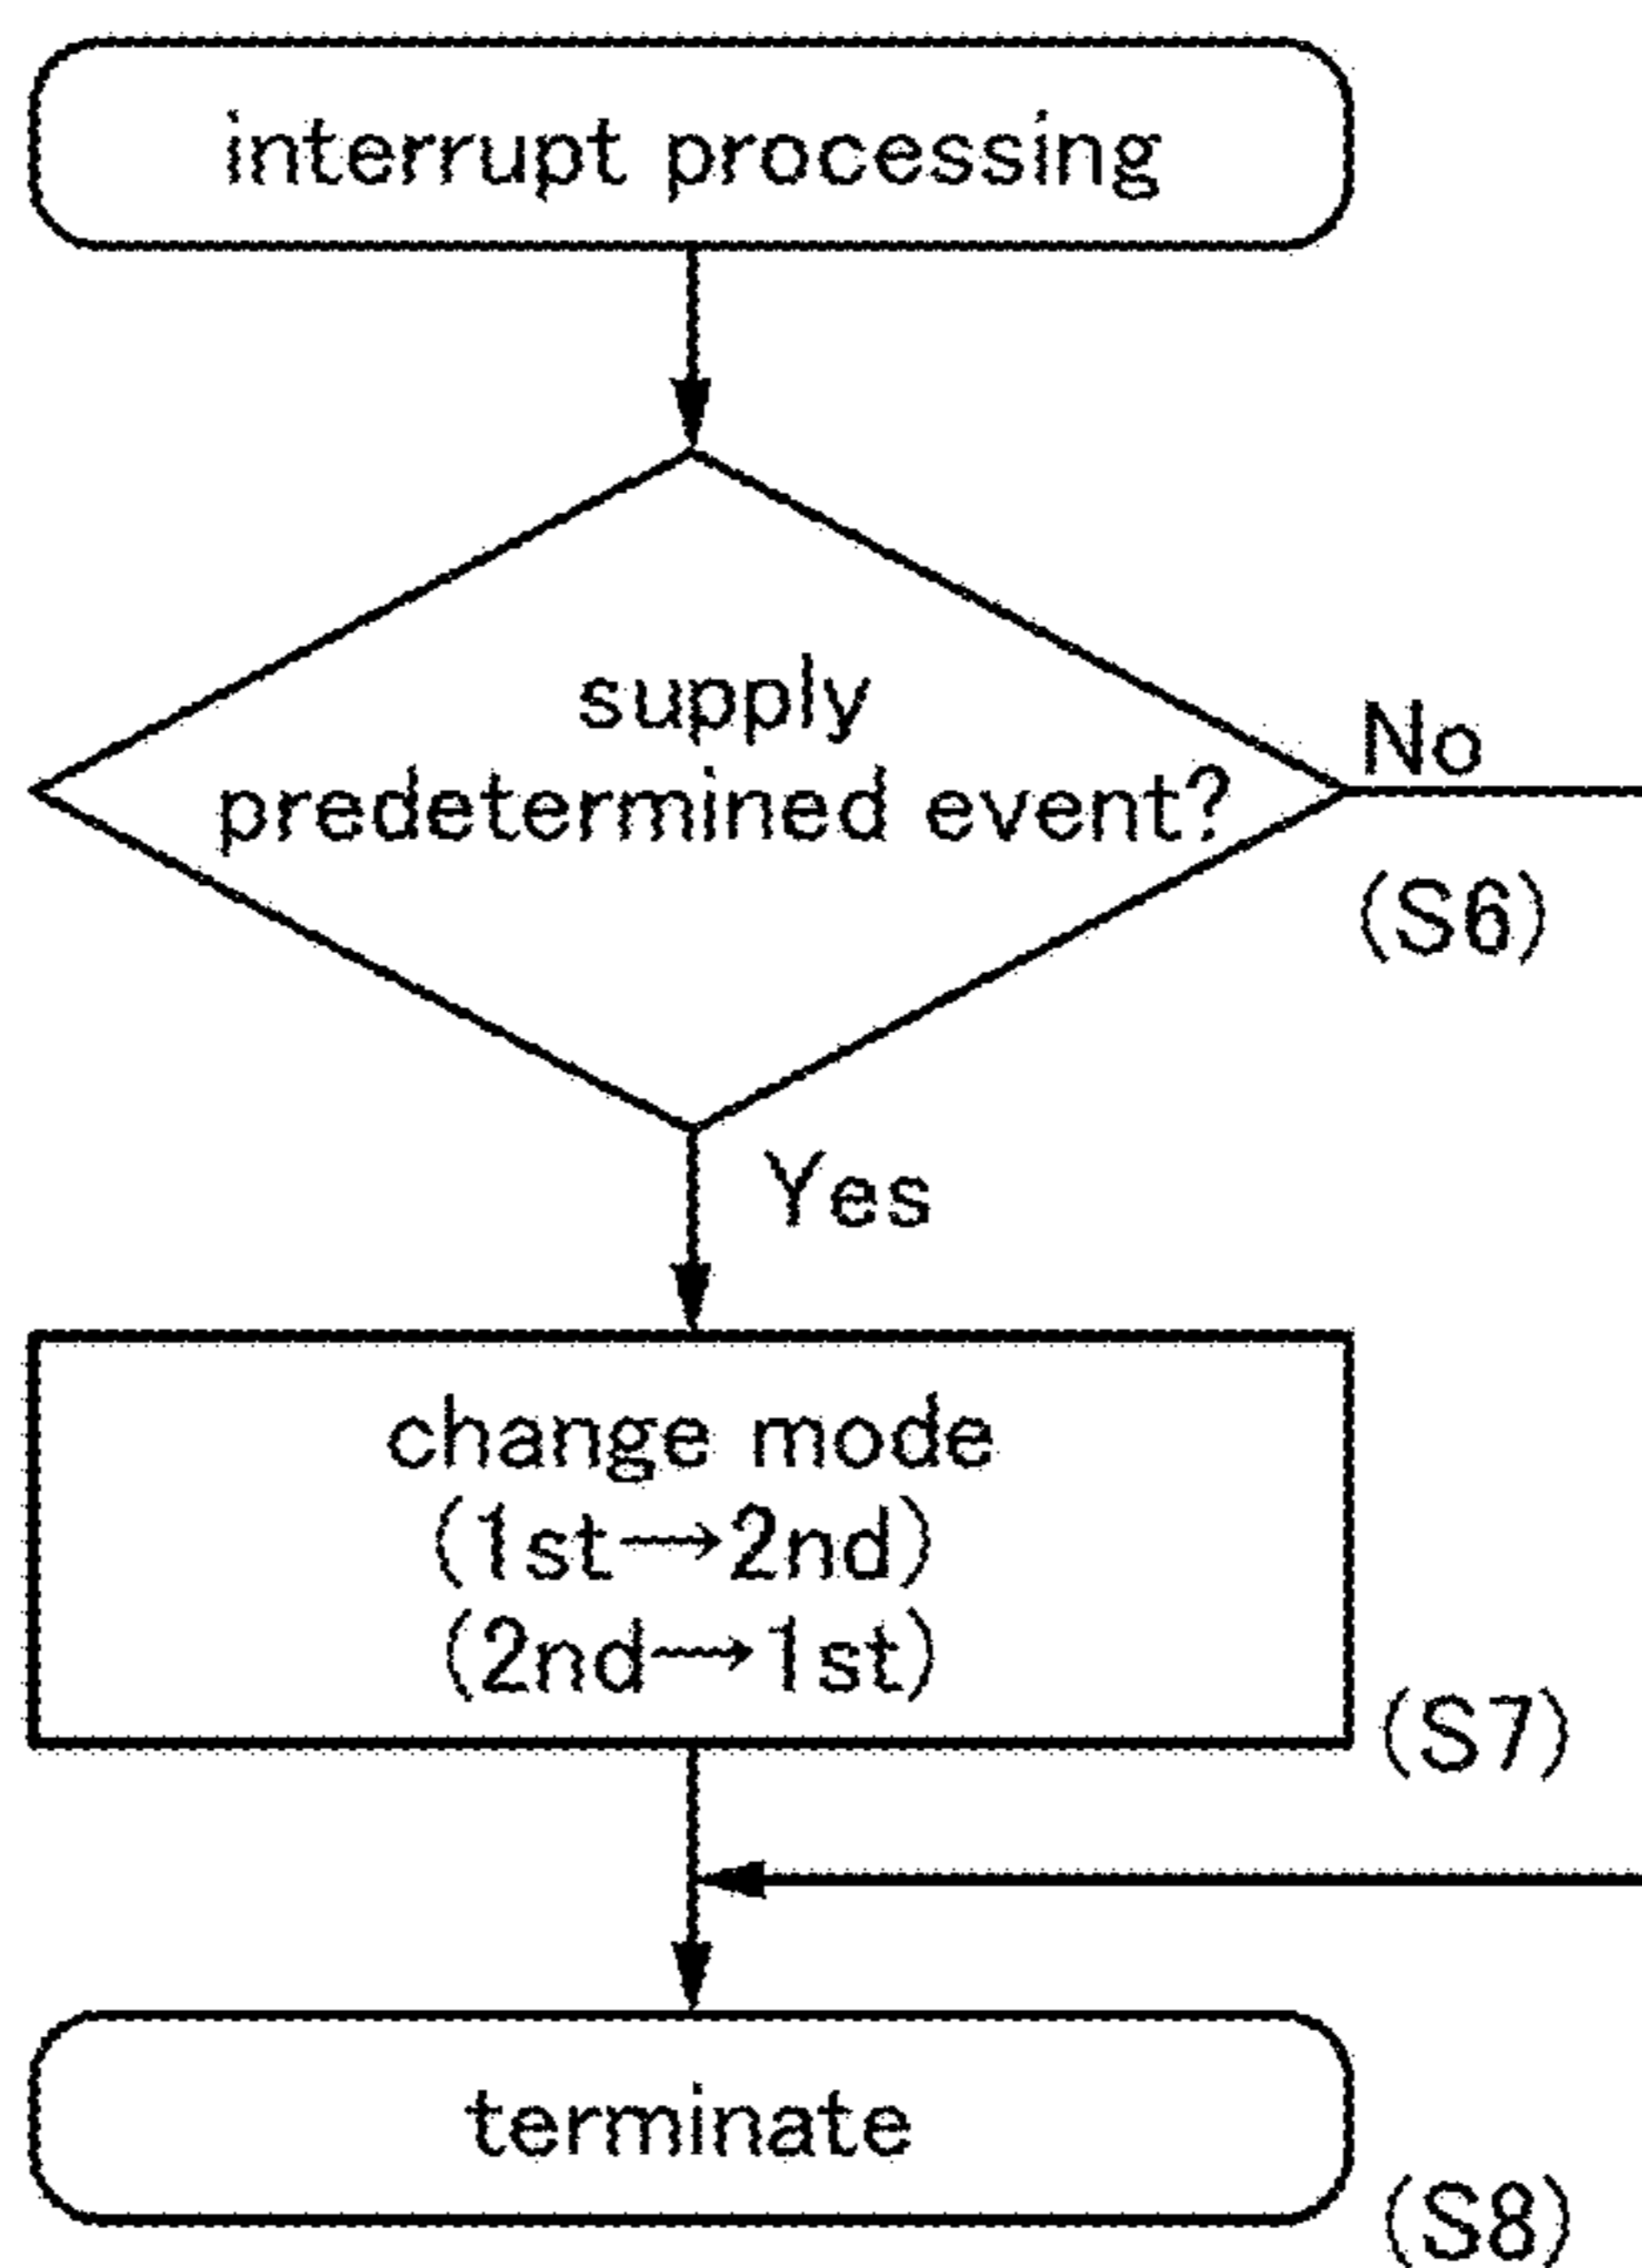 interrupt processing
supply
predetermined event?
No
(S6)
Yes
change mode
(1st→2nd)
(2nd→1st)
(S7)
terminate
(S8)